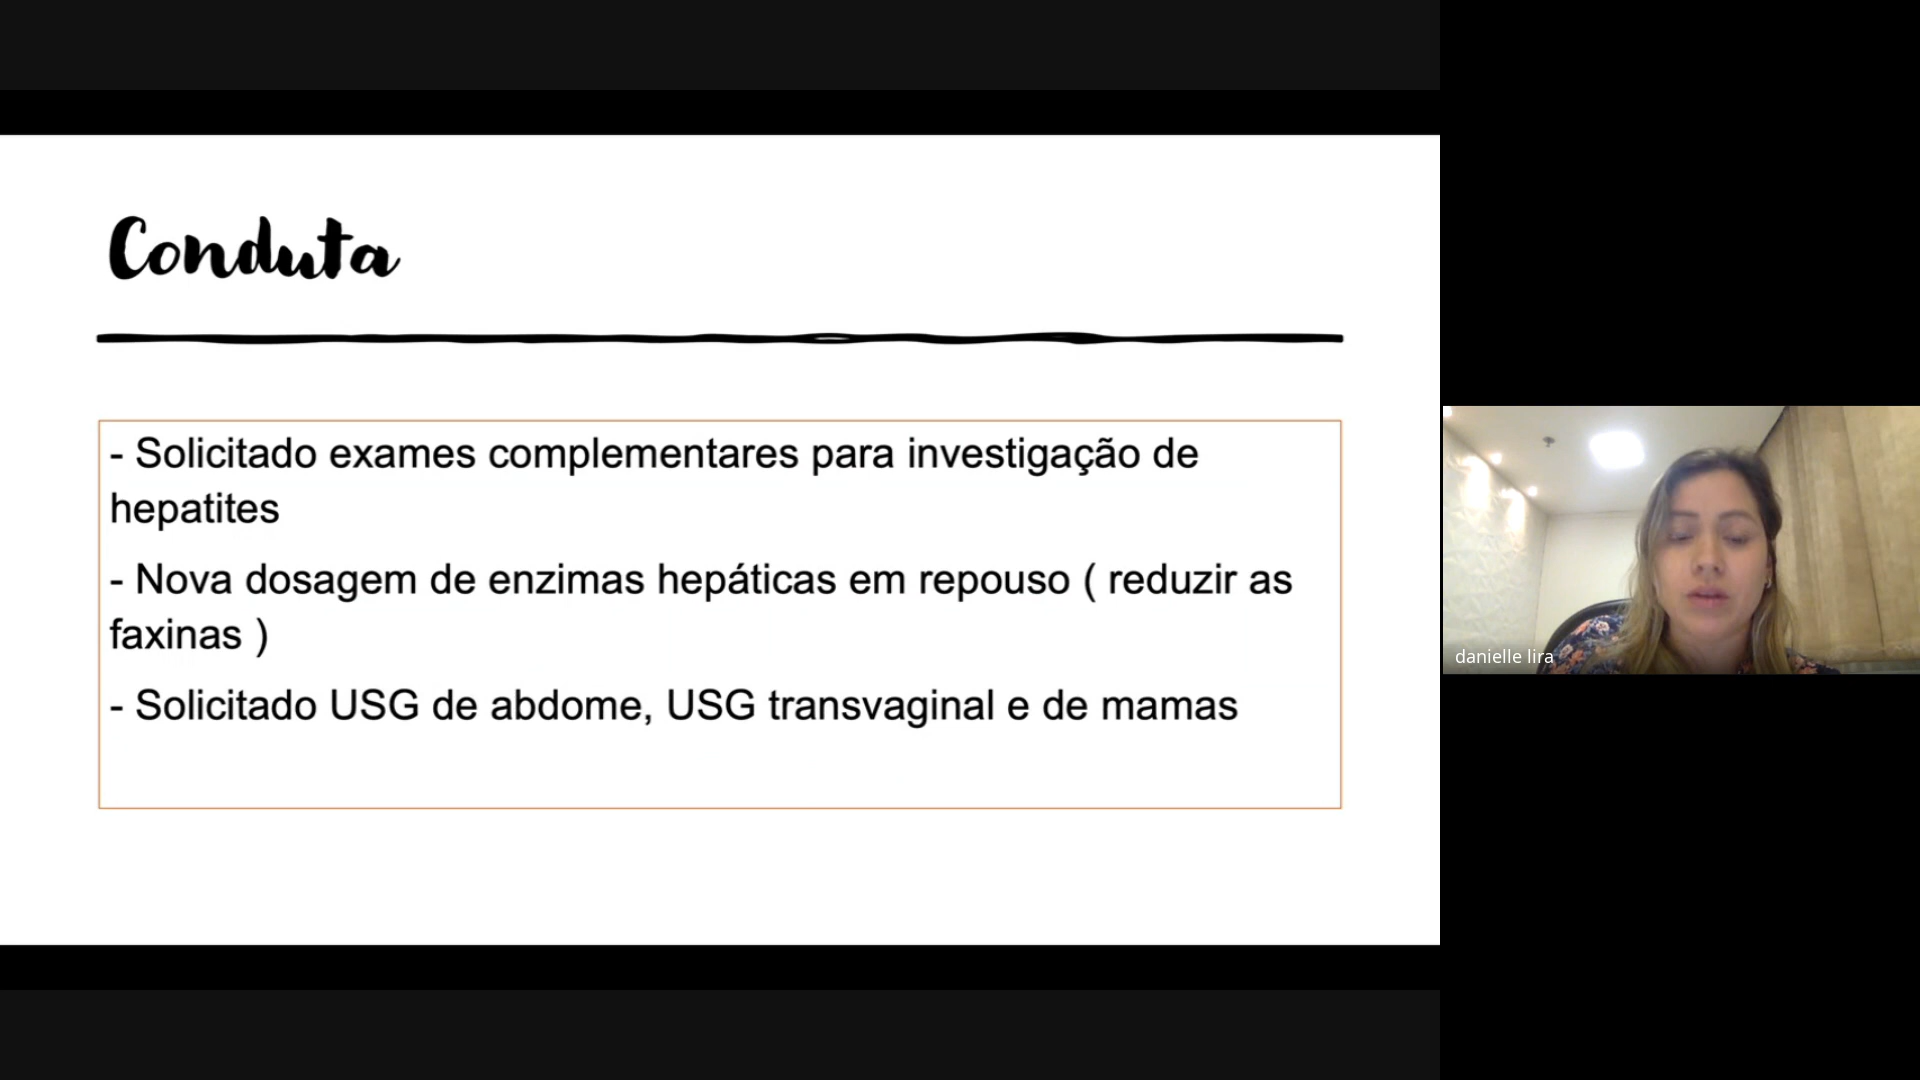 Conduta
- Solicitado exames complementares para investigação de
hepatites
- Nova dosagem de enzimas hepáticas em repouso ( reduzir as
faxinas )
- Solicitado USG de abdome, USG transvaginal e de mamas
danielle lira